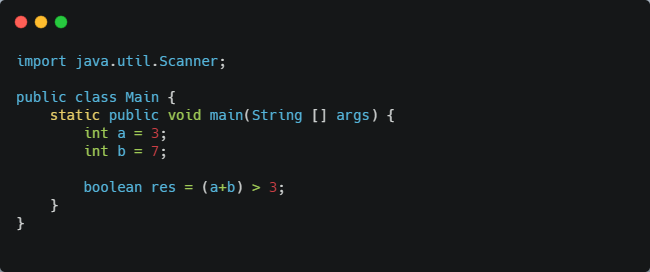 import java.util.Scanner;

public class Main {
    static public void main(String [] args) {
        int a = 3;
        int b = 7;

        boolean res = (a+b) > 3;
    }
}